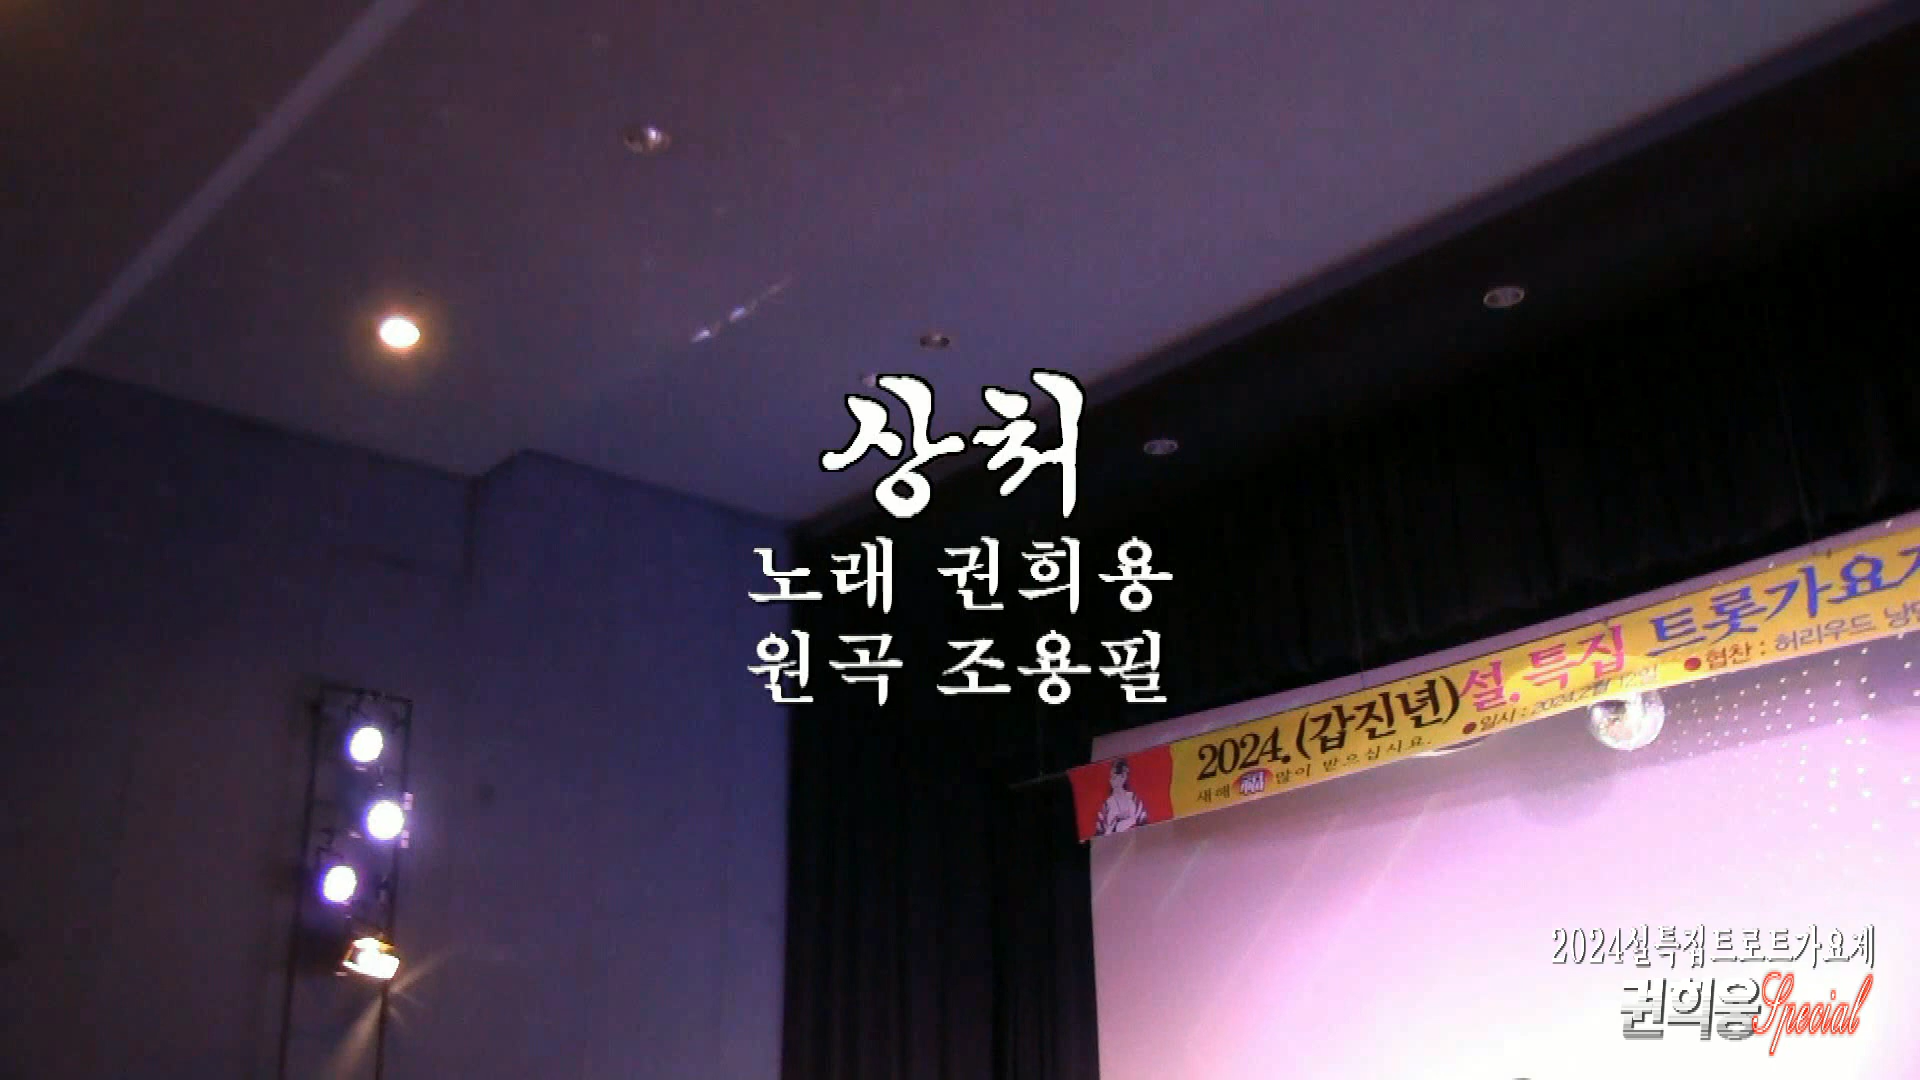 상처
노래 권희용
원곡 조용필
2024.(갑진년)설.특집 트롯가요
새해 福 많이 받으십시요.
●일시 : 2024.2월 12일
●협찬 : 허리우드
2024설특집트로트가요제
권희용Special